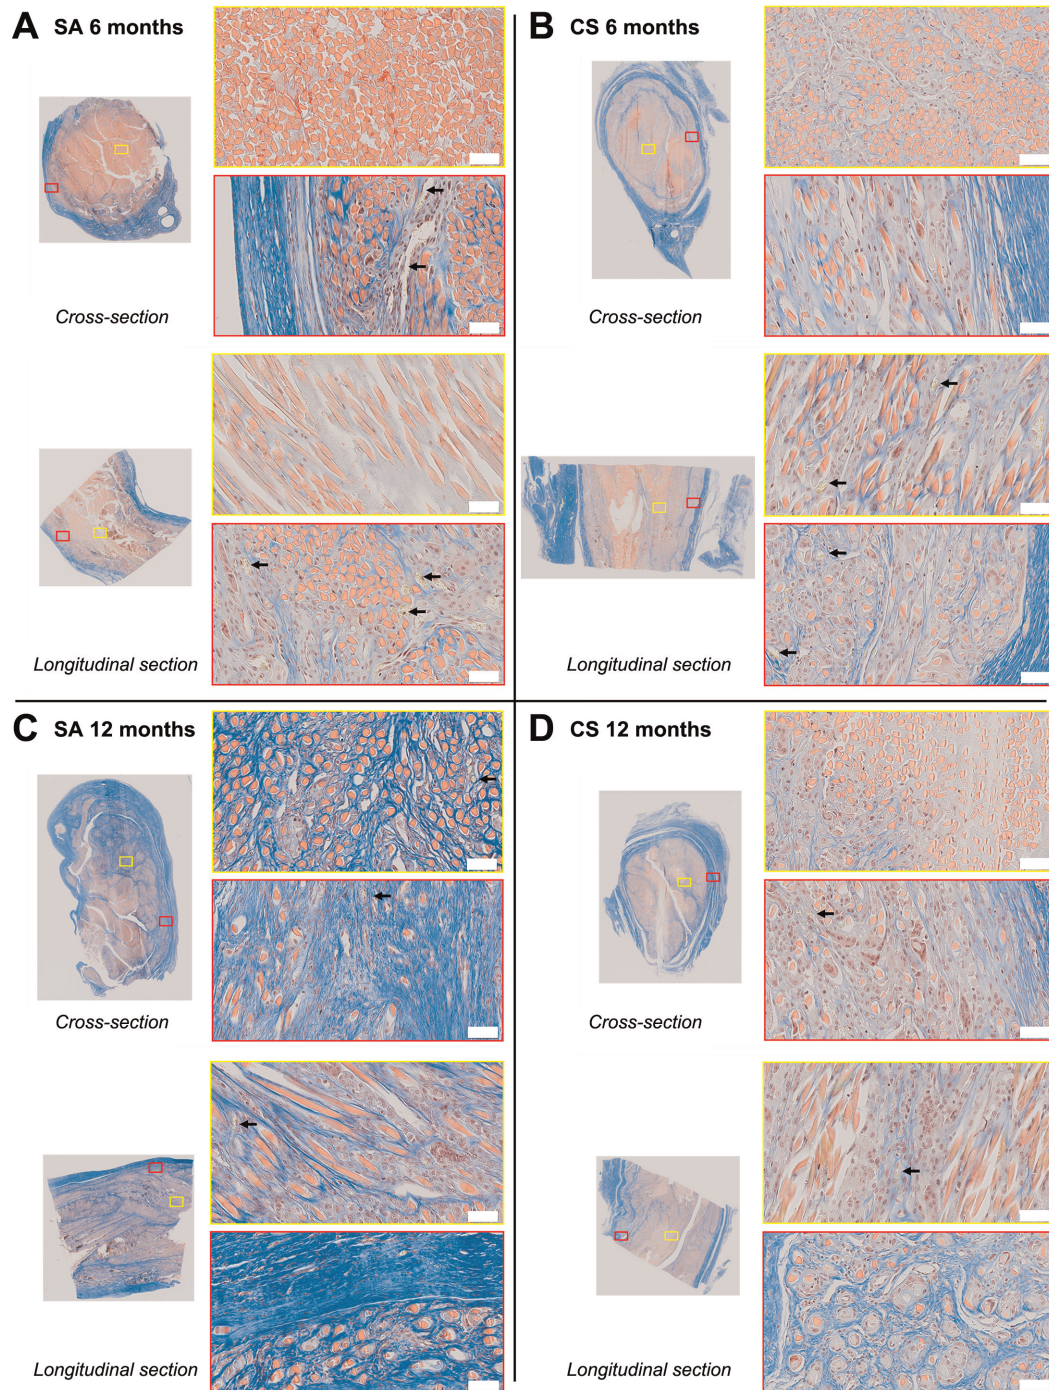 A SA 6 months
Cross-section
Longitudinal section
B CS 6 months
Cross-section
Longitudinal section
C SA 12 months
Cross-section
Longitudinal section
D CS 12 months
Cross-section
Longitudinal section